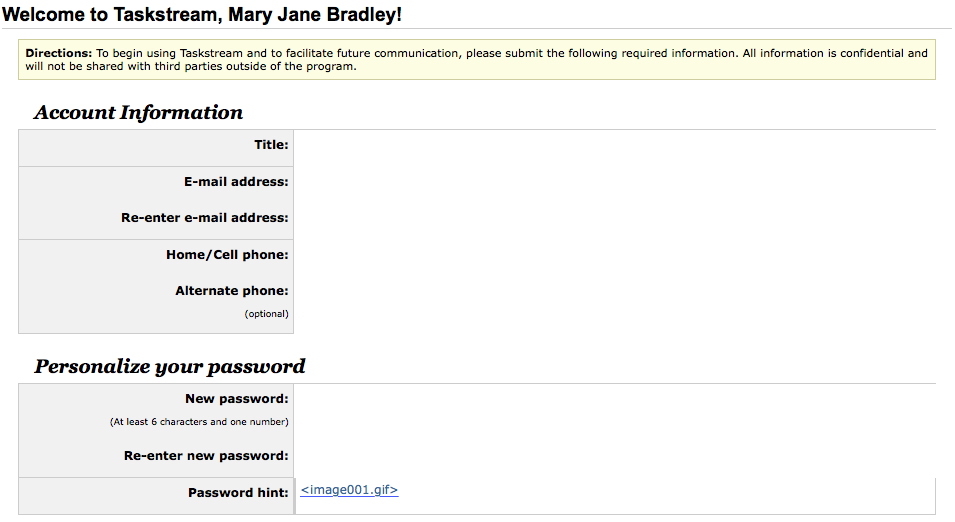 Welcome to Taskstream, Mary Jane Bradley!
Directions: To begin using Taskstream and to facilitate future communication, please submit the following required information. All information is confidential and
will not be shared with third parties outside of the program.
Account Information
Title:
E-mail address:
Re-enter e-mail address:
Home/Cell phone:
Alternate phone:
(optional)
Personalize your password
New password:
(At least 6 characters and one number)
Re-enter new password:
Password hint: <image001.gif>